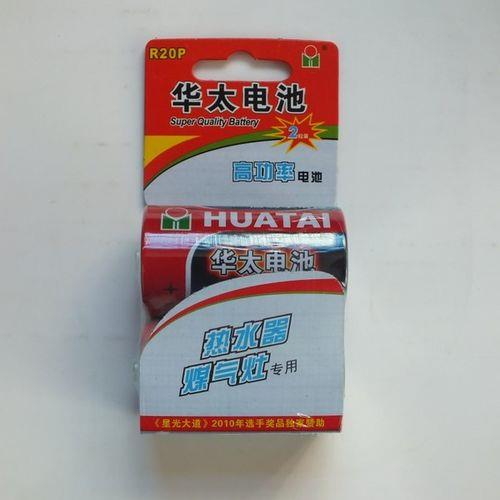 R20P
华太电池
Super Quality Battery
2粒装
高功率电池
HUATAI
华太电池
热水器
煤气灶专用
《星光大道》2010年选手奖品独家赞助